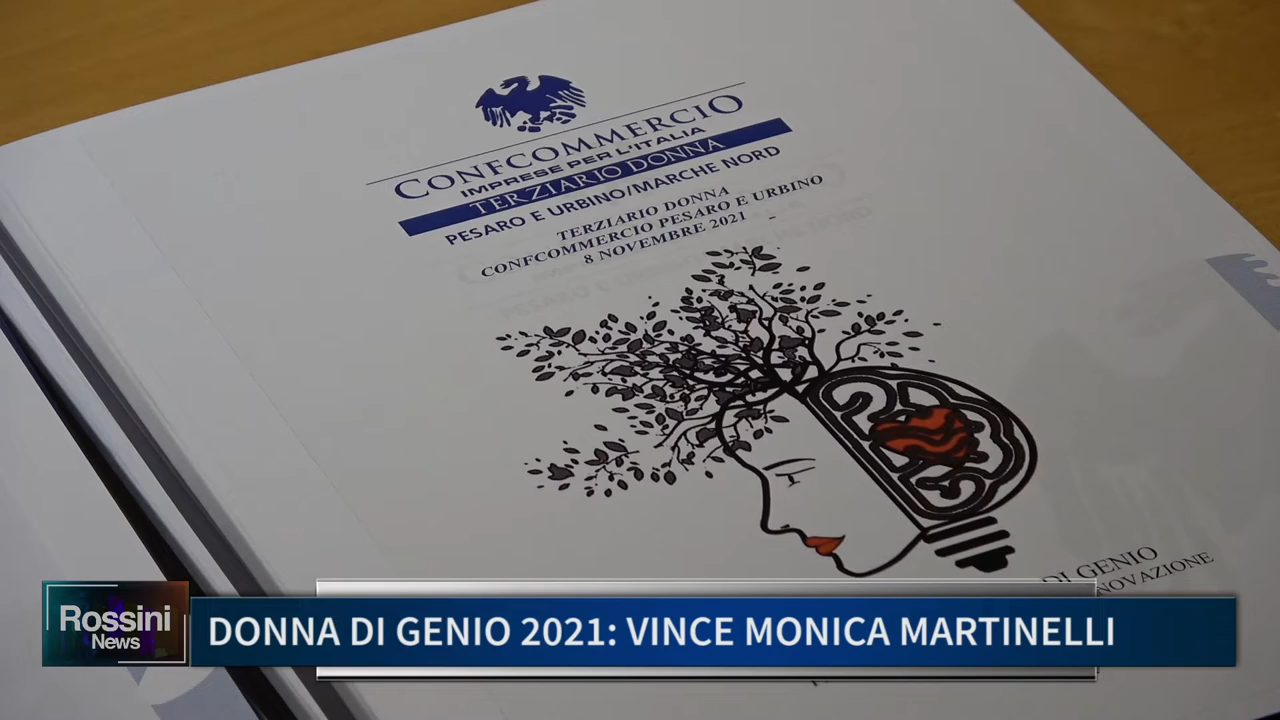 CONFCOMMERCIO
IMPRESE PER L'ITALIA
TERZIARIO DONNA
PESARO E URBINO/MARCHE NORD
TERZIARIO DONNA
CONFCOMMERCIO PESARO E URBINO
8 NOVEMBRE 2021
DI GENIO
NOVAZIONE
Rossini
News
DONNA DI GENIO 2021: VINCE MONICA MARTINELLI